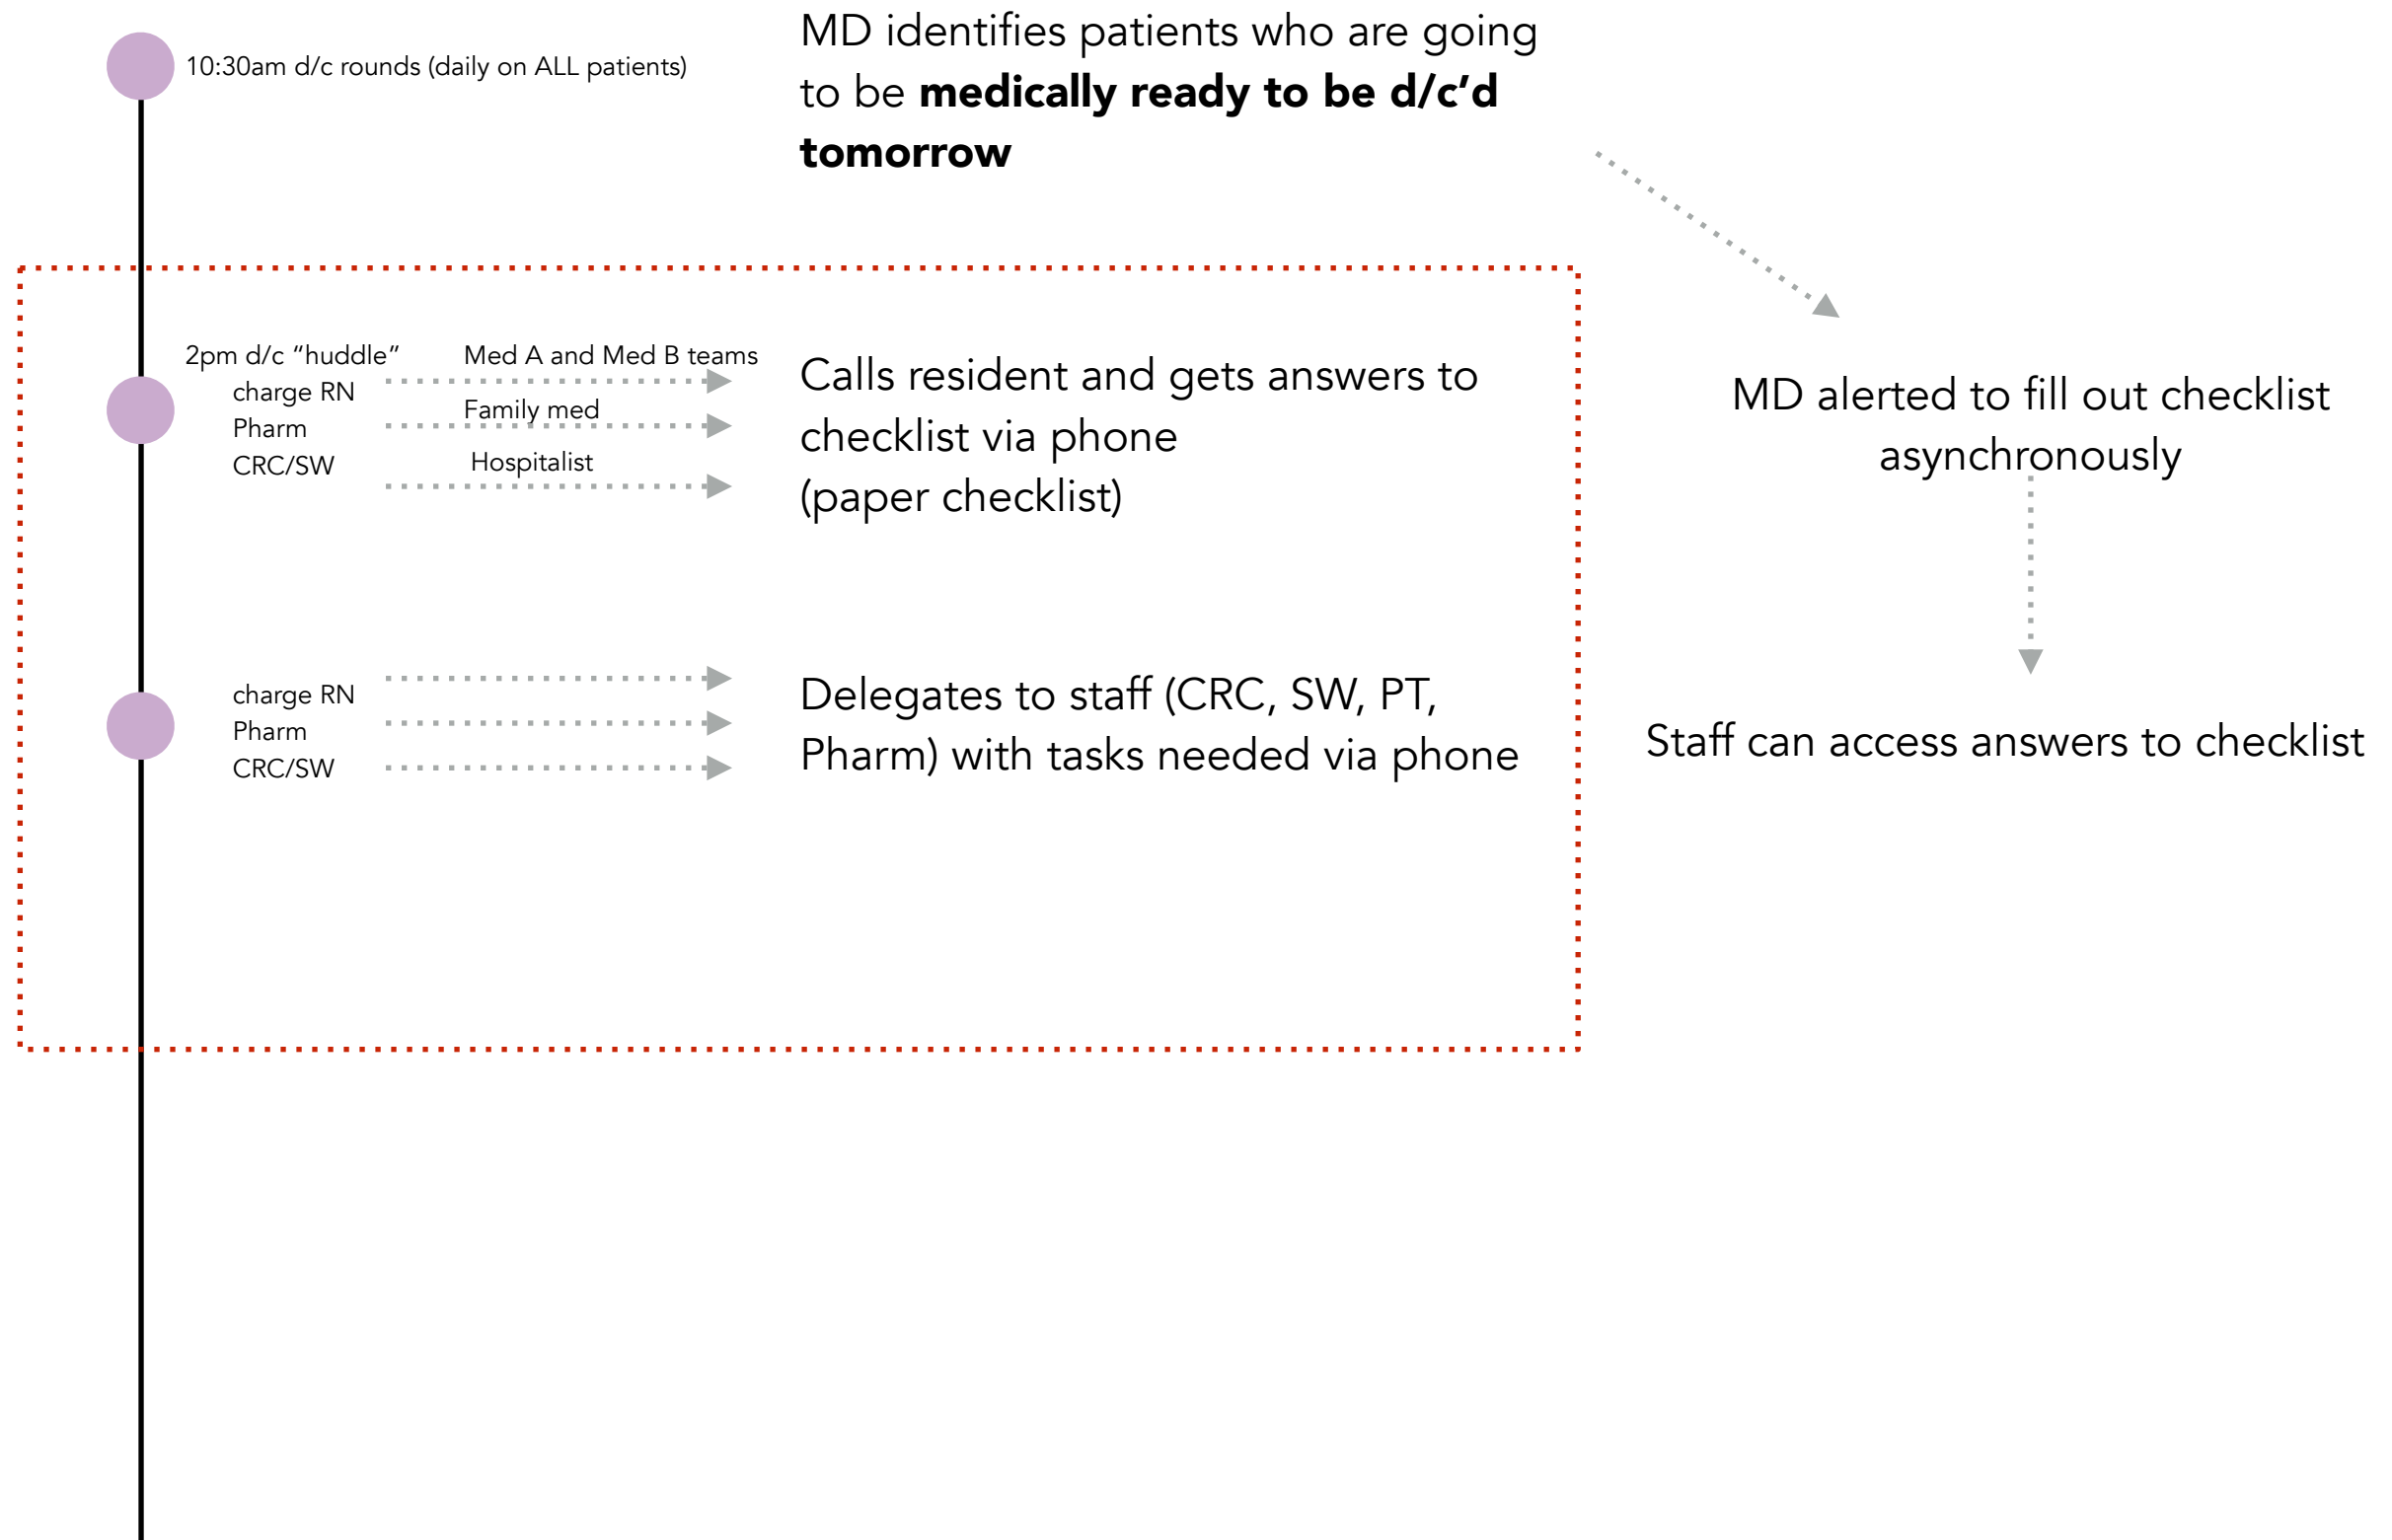 MD identifies patients who are going
to be medically ready to be d/c’d
tomorrow
10:30am d/c rounds (daily on ALL patients)
2pm d/c “huddle”
charge RN
Pharm
CRC/SW
Med A and Med B teams
Family med
Hospitalist
Calls resident and gets answers to
checklist via phone
(paper checklist)
MD alerted to fill out checklist
asynchronously
charge RN
Pharm
CRC/SW
Delegates to staff (CRC, SW, PT,
Pharm) with tasks needed via phone
Staff can access answers to checklist